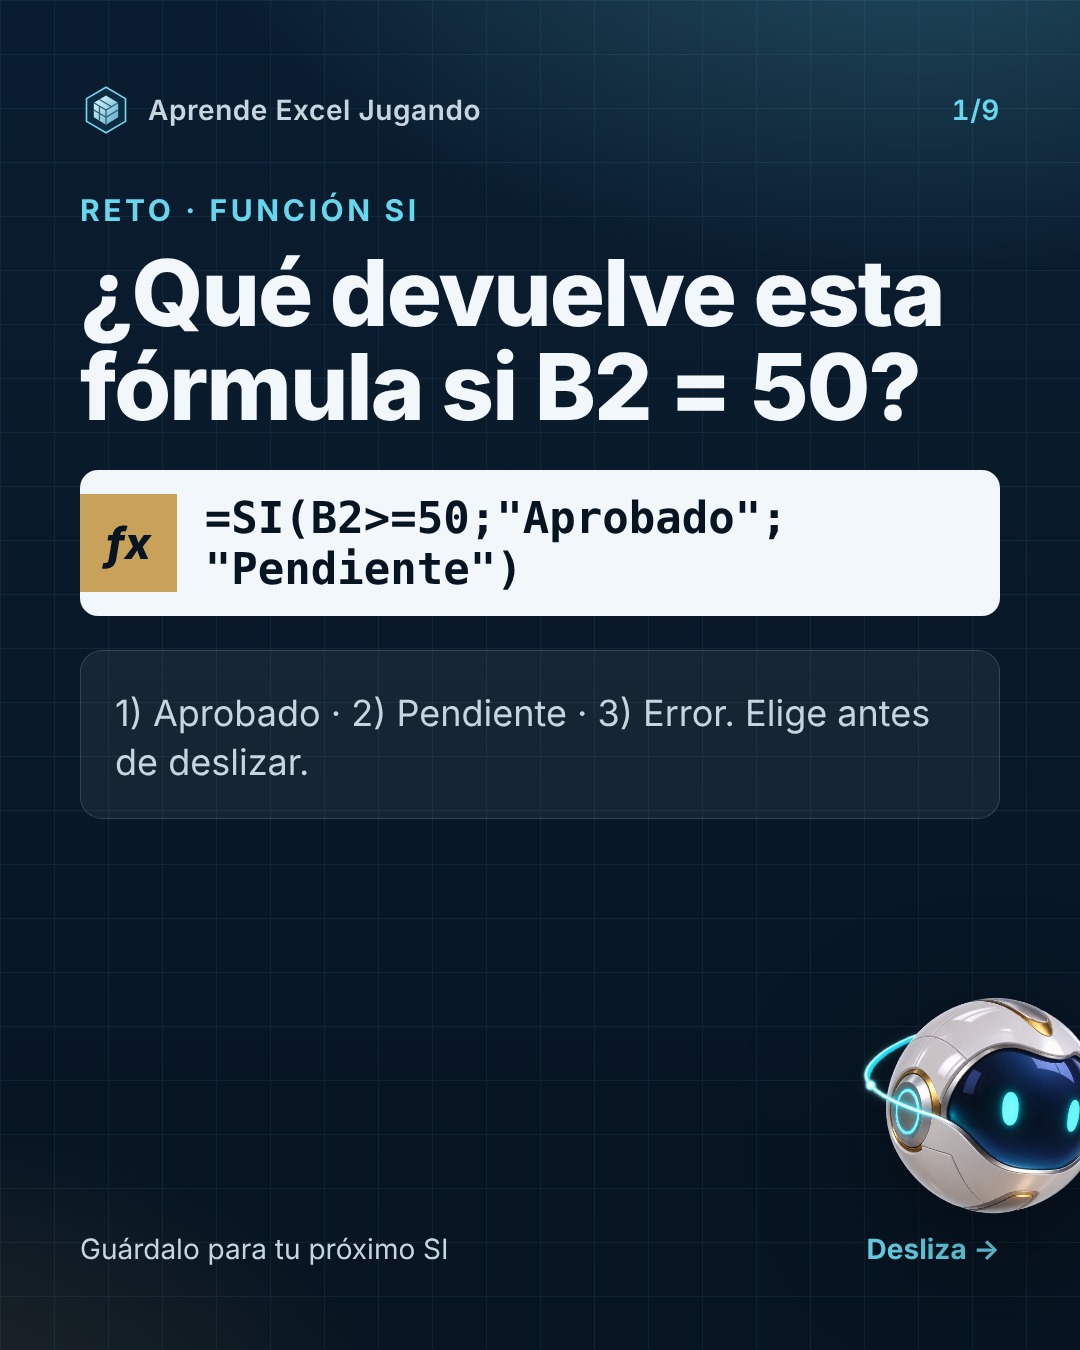 Aprende Excel Jugando
1/9
RETO · FUNCIÓN SI
¿Qué devuelve esta
fórmula si B2 = 50?
fx
=SI(B2>=50;"Aprobado";
"Pendiente")
1) Aprobado · 2) Pendiente · 3) Error. Elige antes
de deslizar.
Guárdalo para tu próximo SI
Desliza →